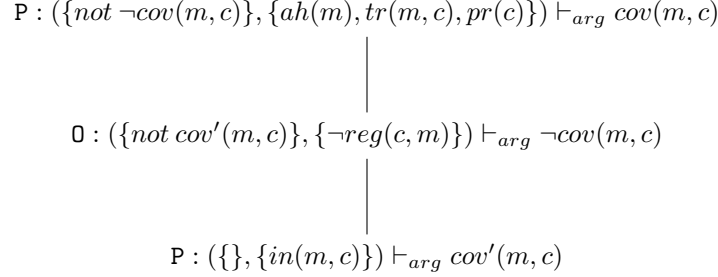 P : ({not ¬cov(m, c)}, {ah(m), tr(m, c), pr(c)}) ⊢arg cov(m, c)
O : ({not cov′(m, c)}, {¬reg(c, m)}) ⊢arg ¬cov(m, c)
P : ({}, {in(m, c)}) ⊢arg cov′(m, c)